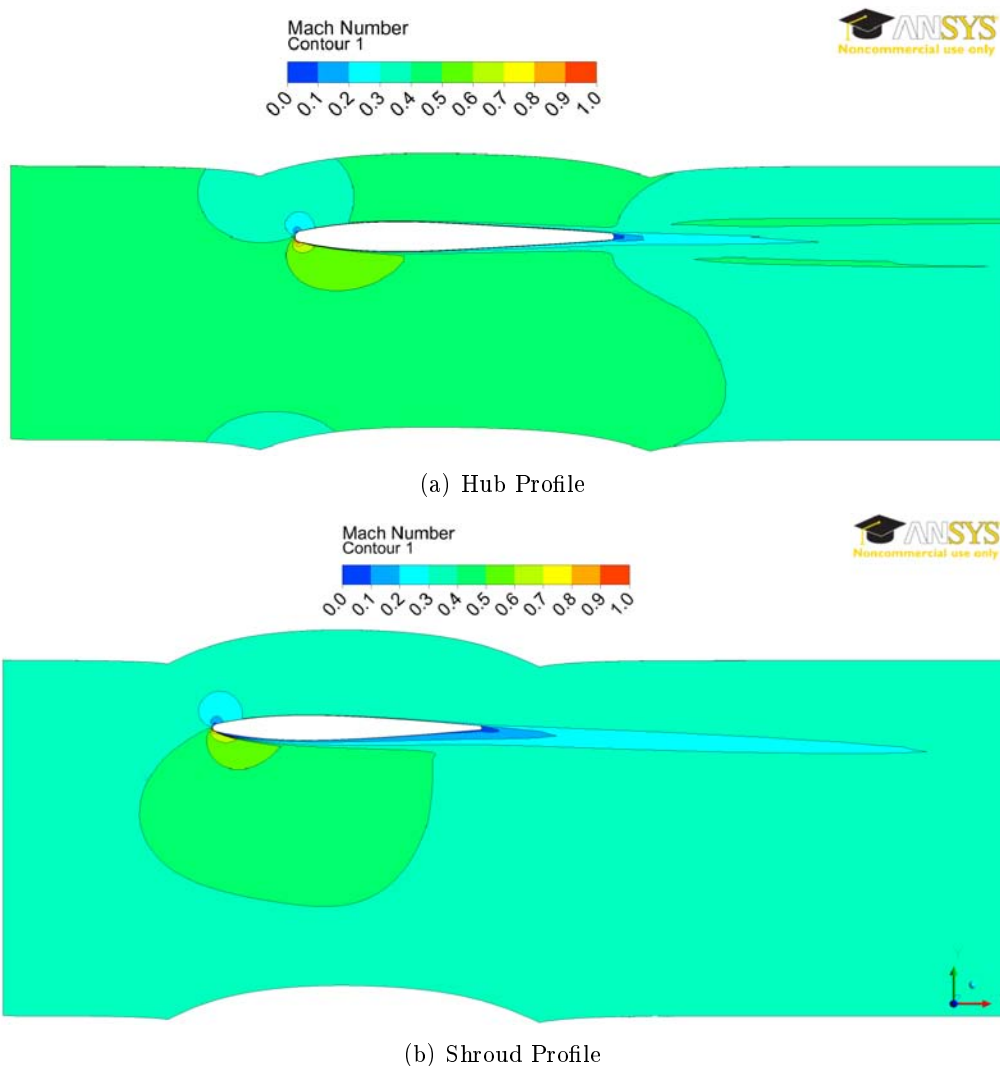 Mach Number
Contour 1
ANSYS
Noncommercial use only
0.0 0.1 0.2 0.3 0.4 0.5 0.6 0.7 0.8 0.9 1.0
(a) Hub Profile
Mach Number
Contour 1
ANSYS
Noncommercial use only
0.0 0.1 0.2 0.3 0.4 0.5 0.6 0.7 0.8 0.9 1.0
(b) Shroud Profile